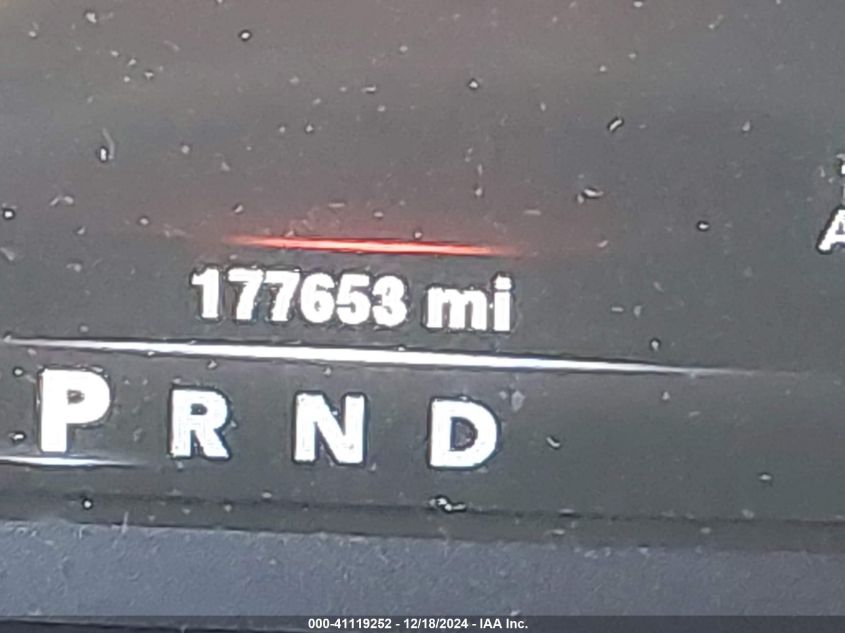 A
177653 mi
P R N D
000-41119252 - 12/18/2024 - IAA Inc.